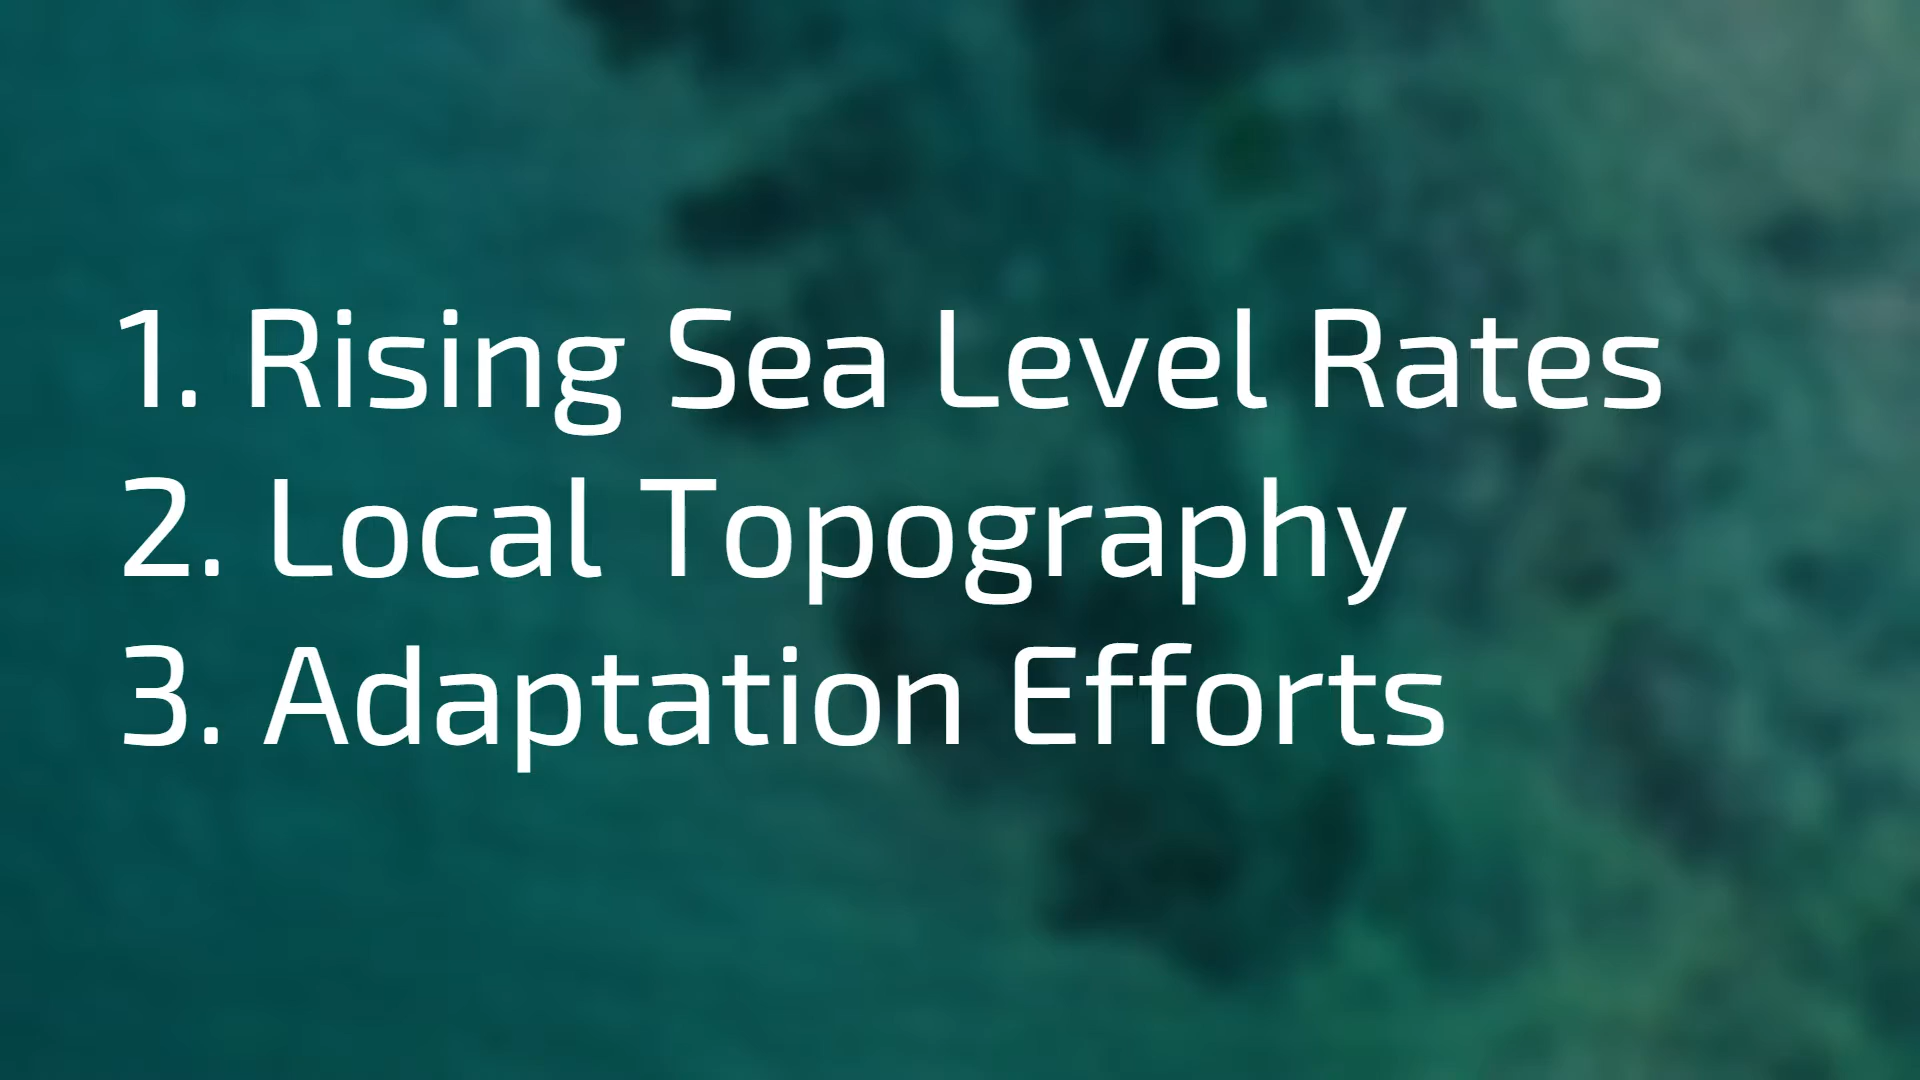 1. Rising Sea Level Rates
2. Local Topography
3. Adaptation Efforts